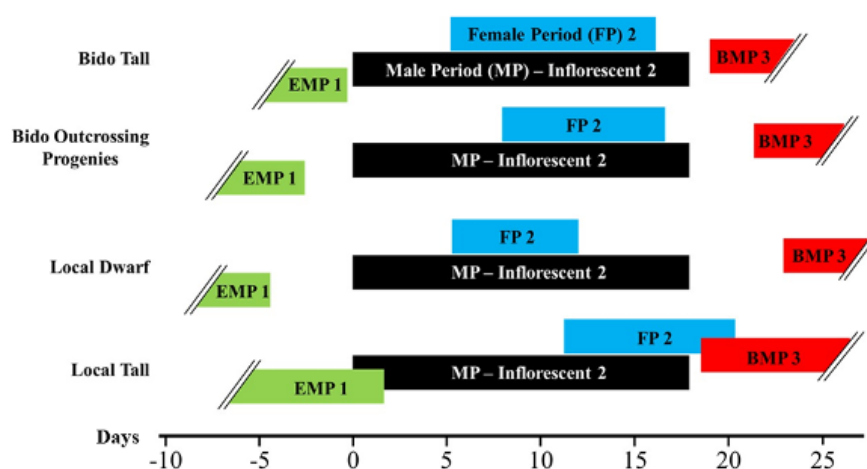 Female Period (FP) 2
Bido Tall
BMP 3
EMP 1
Male Period (MP) – Inflorescent 2
Bido Outcrossing
Progenies
FP 2
BMP 3
EMP 1
MP – Inflorescent 2
Local Dwarf
FP 2
BMP 3
EMP 1
MP – Inflorescent 2
Local Tall
FP 2
BMP 3
EMP 1
MP – Inflorescent 2
Days
-10 -5 0 5 10 15 20 25